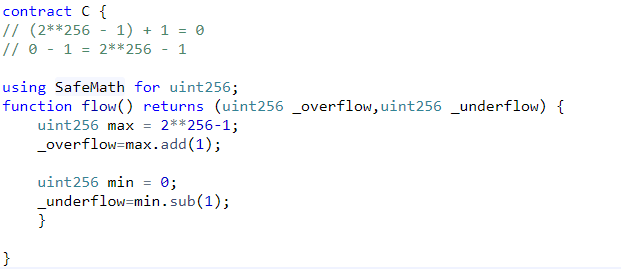 contract C {
// (2**256 - 1) + 1 = 0
// 0 - 1 = 2**256 - 1
using SafeMath for uint256;
function flow() returns (uint256 _overflow,uint256 _underflow) {
uint256 max = 2**256-1;
_overflow=max.add(1);
uint256 min = 0;
_underflow=min.sub(1);
}
}